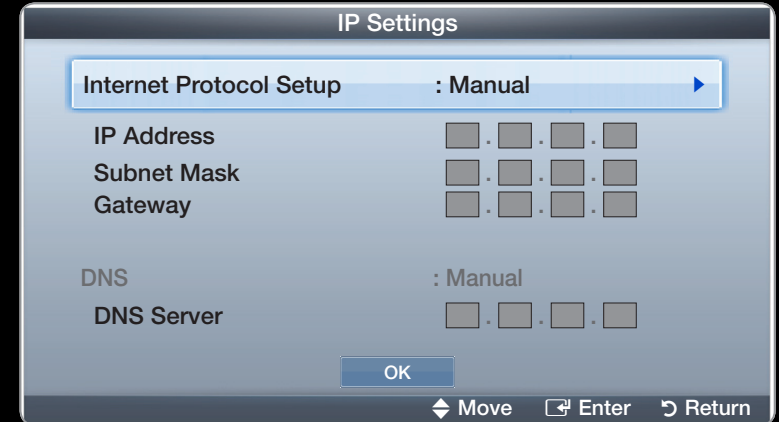 IP Settings
Internet Protocol Setup : Manual
IP Address . . .
Subnet Mask . . .
Gateway . . .
DNS : Manual
DNS Server . . .
OK
Move Enter Return